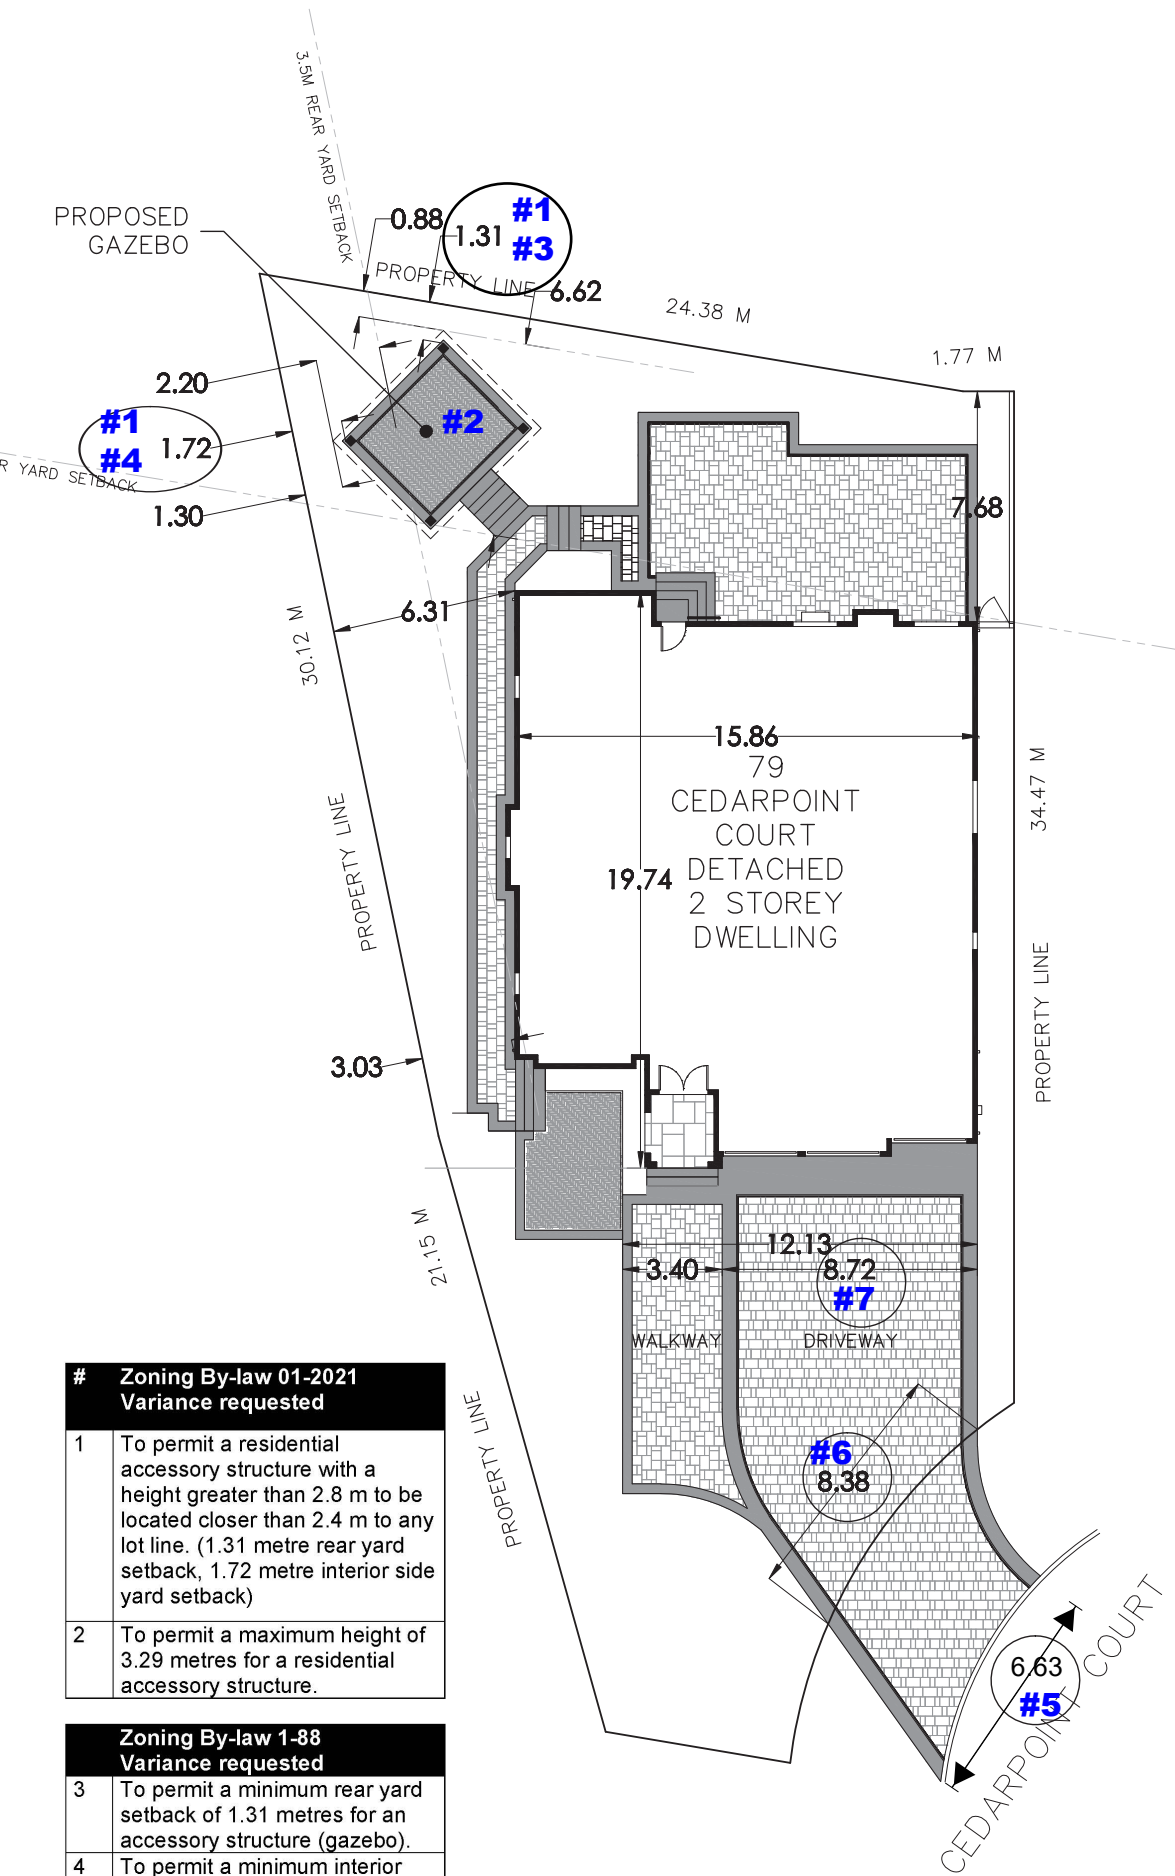 3.5M REAR YARD SETBACK
PROPOSED
GAZEBO
0.88
1.31
#1
#3
PROPERTY LINE
6.62
24.38 M
1.77 M
2.20
#1
#4
1.72
R YARD SETBACK
1.30
#2
7.68
6.31
30.12 M
15.86
79
CEDARPOINT
COURT
DETACHED
2 STOREY
DWELLING
19.74
34.47 M
PROPERTY LINE
PROPERTY LINE
3.03
21.15 M
12.13
3.40
8.72
#7
WALKWAY
DRIVEWAY
PROPERTY LINE
#6
8.38
6.63
#5
CEDARPOINT COURT
# Zoning By-law 01-2021
Variance requested
1 To permit a residential
accessory structure with a
height greater than 2.8 m to be
located closer than 2.4 m to any
lot line. (1.31 metre rear yard
setback, 1.72 metre interior side
yard setback)
2 To permit a maximum height of
3.29 metres for a residential
accessory structure.
Zoning By-law 1-88
Variance requested
3 To permit a minimum rear yard
setback of 1.31 metres for an
accessory structure (gazebo).
4 To permit a minimum interior